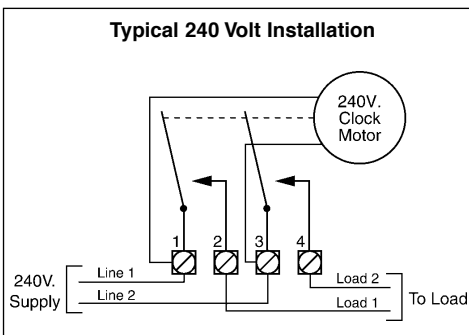 Typical 240 Volt Installation
240V.
Clock
Motor
1 2 3 4
240V.
Supply
Line 1
Line 2
Load 2
Load 1
To Load